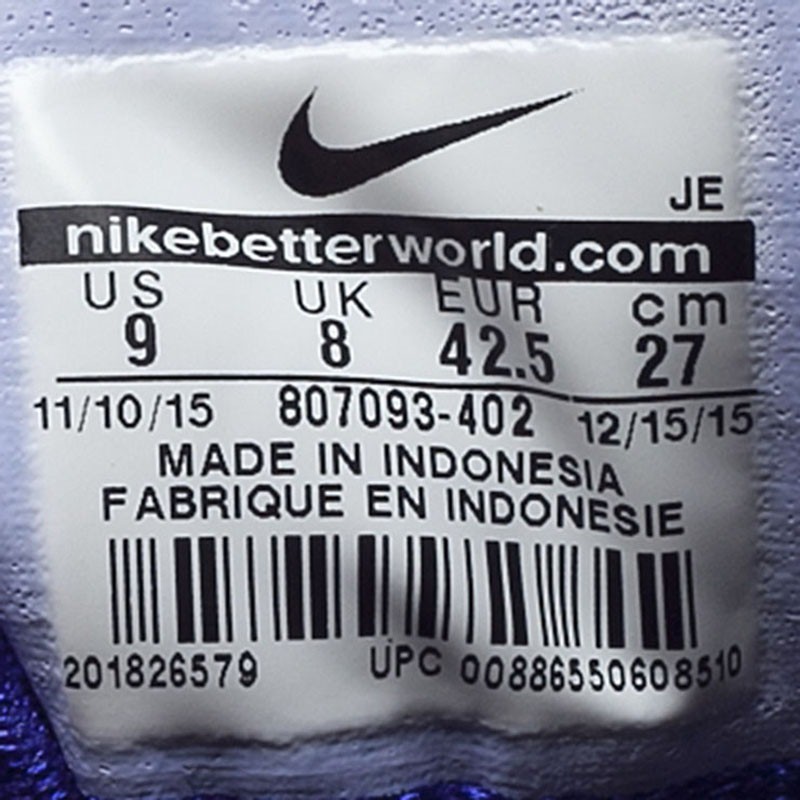 JE
nikebetterworld.com
US UK EUR cm
9 8 42.5 27
11/10/15 807093-402 12/15/15
MADE IN INDONESIA
FABRIQUE EN INDONESIE
201826579 UPC 00886550608510